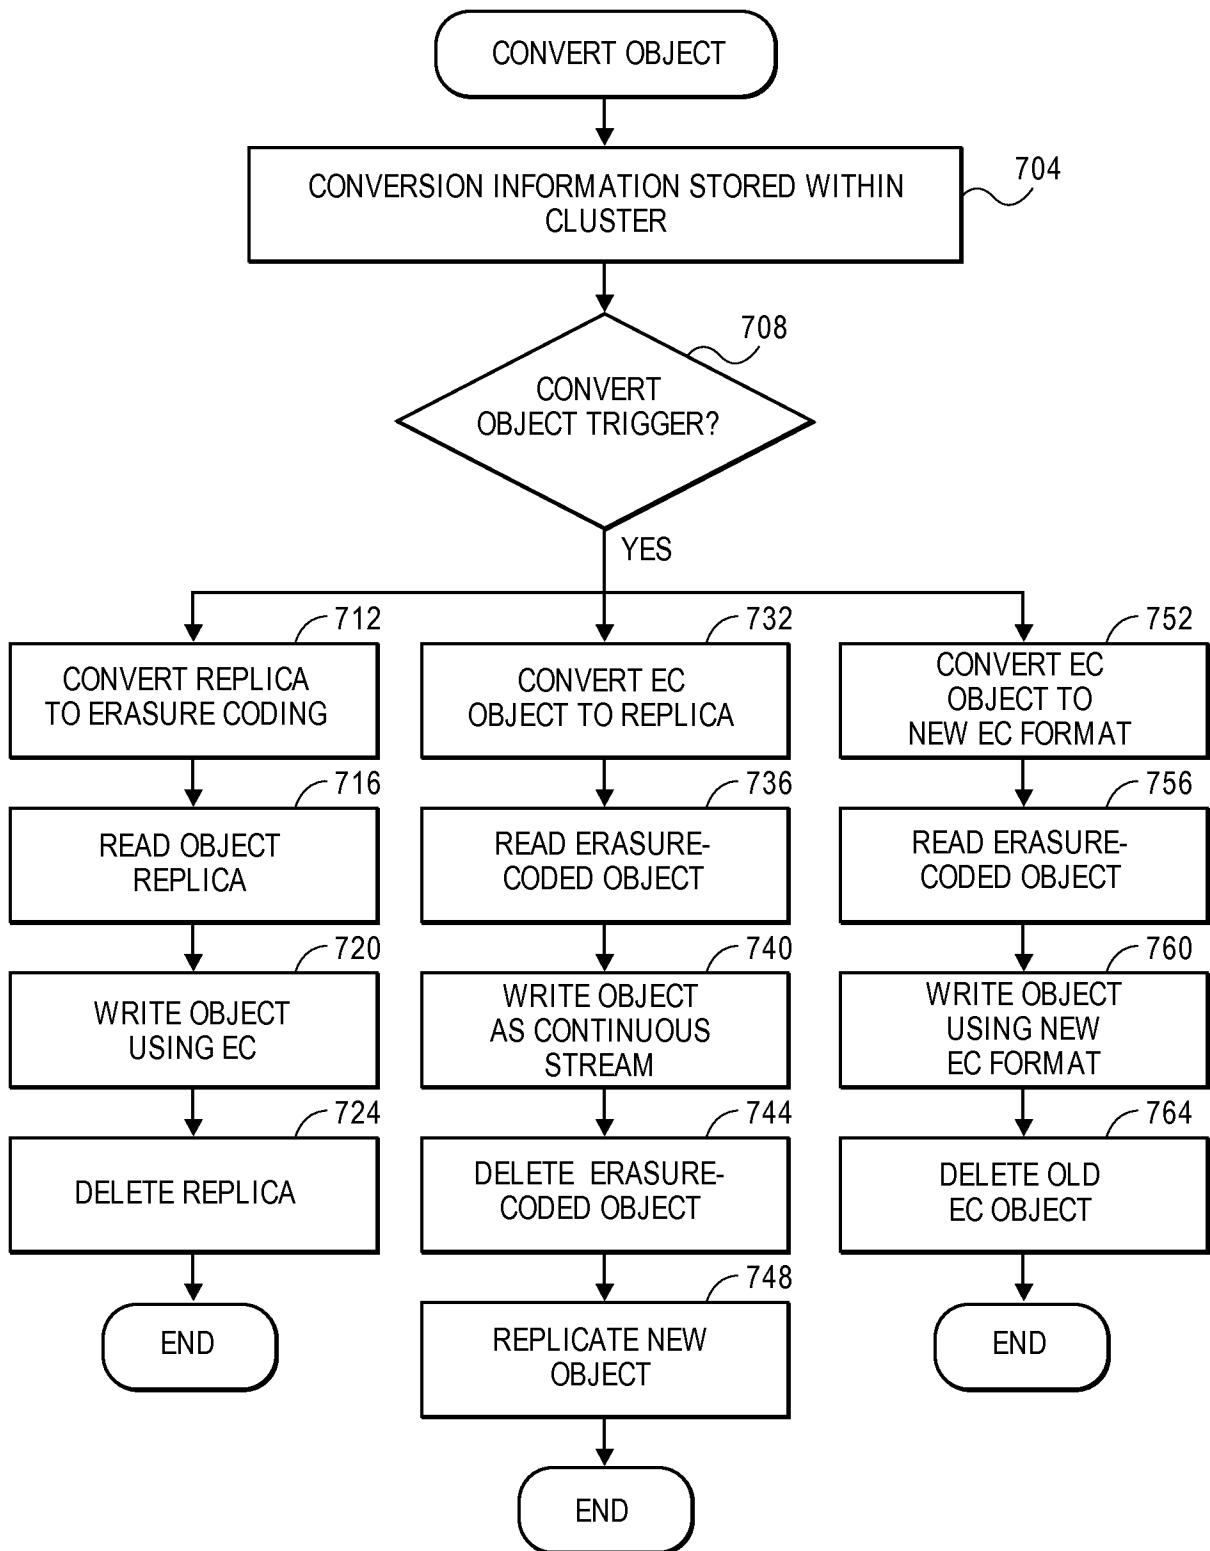 CONVERT OBJECT
CONVERSION INFORMATION STORED WITHIN
CLUSTER
704
708
CONVERT
OBJECT TRIGGER?
YES
712
CONVERT REPLICA
TO ERASURE CODING
716
READ OBJECT
REPLICA
720
WRITE OBJECT
USING EC
724
DELETE REPLICA
END
732
CONVERT EC
OBJECT TO REPLICA
736
READ ERASURE-
CODED OBJECT
740
WRITE OBJECT
AS CONTINUOUS
STREAM
744
DELETE ERASURE-
CODED OBJECT
748
REPLICATE NEW
OBJECT
END
752
CONVERT EC
OBJECT TO
NEW EC FORMAT
756
READ ERASURE-
CODED OBJECT
760
WRITE OBJECT
USING NEW
EC FORMAT
764
DELETE OLD
EC OBJECT
END